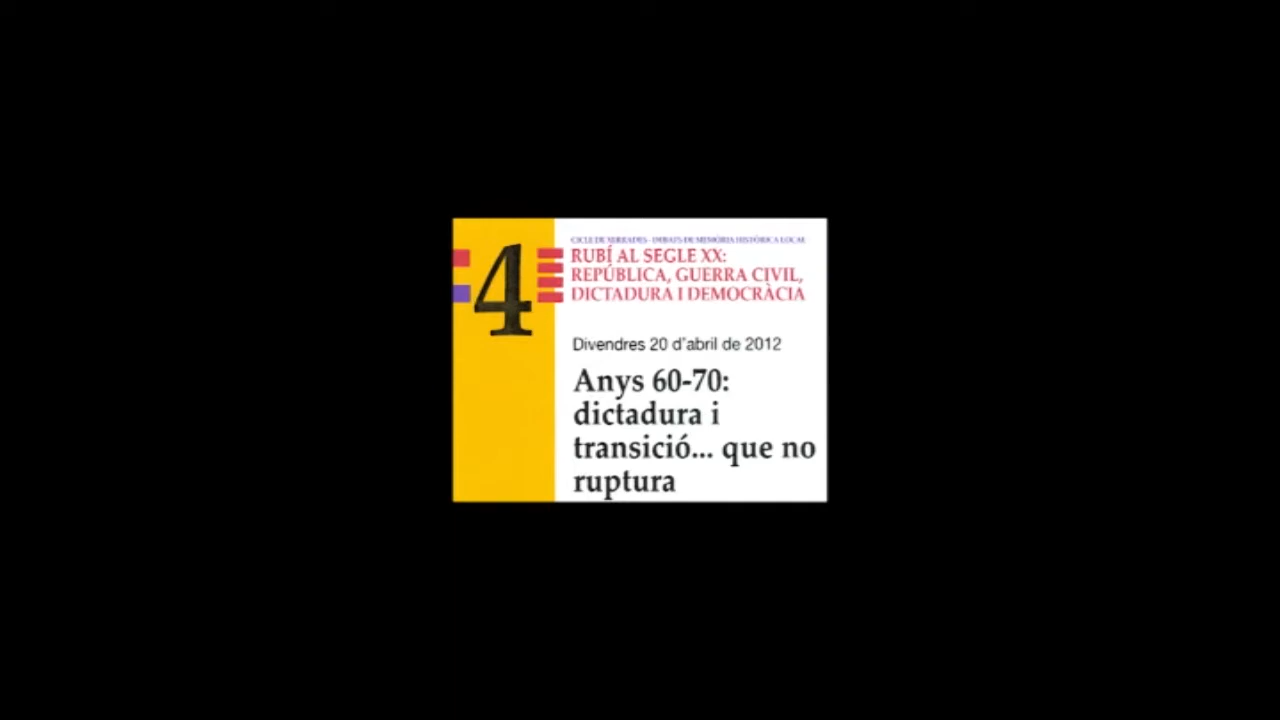 4
CICLE DE XERRADES - DEBATS DE MEMÒRIA HISTÒRICA LOCAL
RUBÍ AL SEGLE XX:
REPÚBLICA, GUERRA CIVIL,
DICTADURA I DEMOCRÀCIA
Divendres 20 d'abril de 2012
Anys 60-70:
dictadura i
transició... que no
ruptura